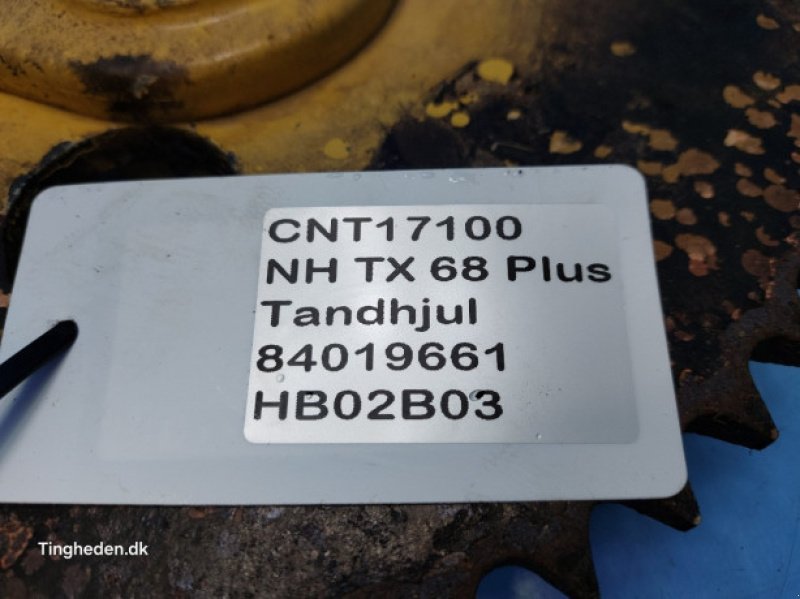 CNT17100
NH TX 68 Plus
Tandhjul
84019661
HB02B03
Tingheden.dk